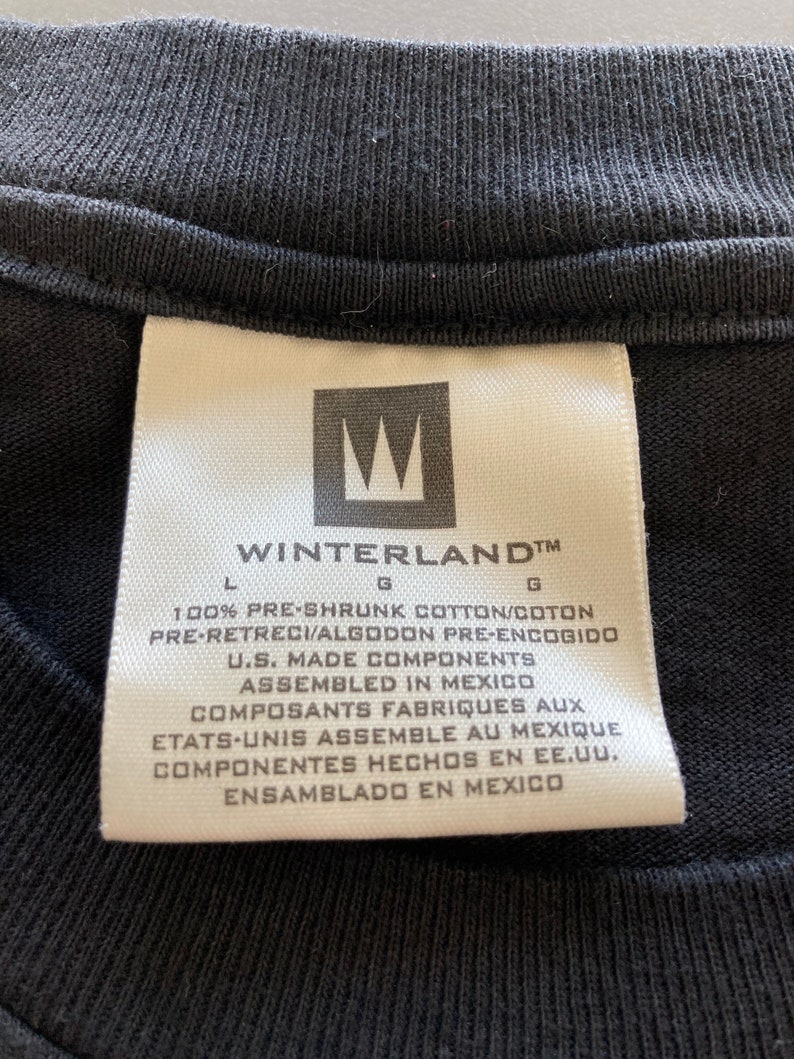 W
WINTERLAND™
L G G
100% PRE-SHRUNK COTTON/COTON
PRE-RETRECI/ALGODON PRE-ENCOGIDO
U.S. MADE COMPONENTS
ASSEMBLED IN MEXICO
COMPOSANTS FABRIQUES AUX
ETATS-UNIS ASSEMBLE AU MEXIQUE
COMPONENTES HECHOS EN EE.UU.
ENSAMBLADO EN MEXICO